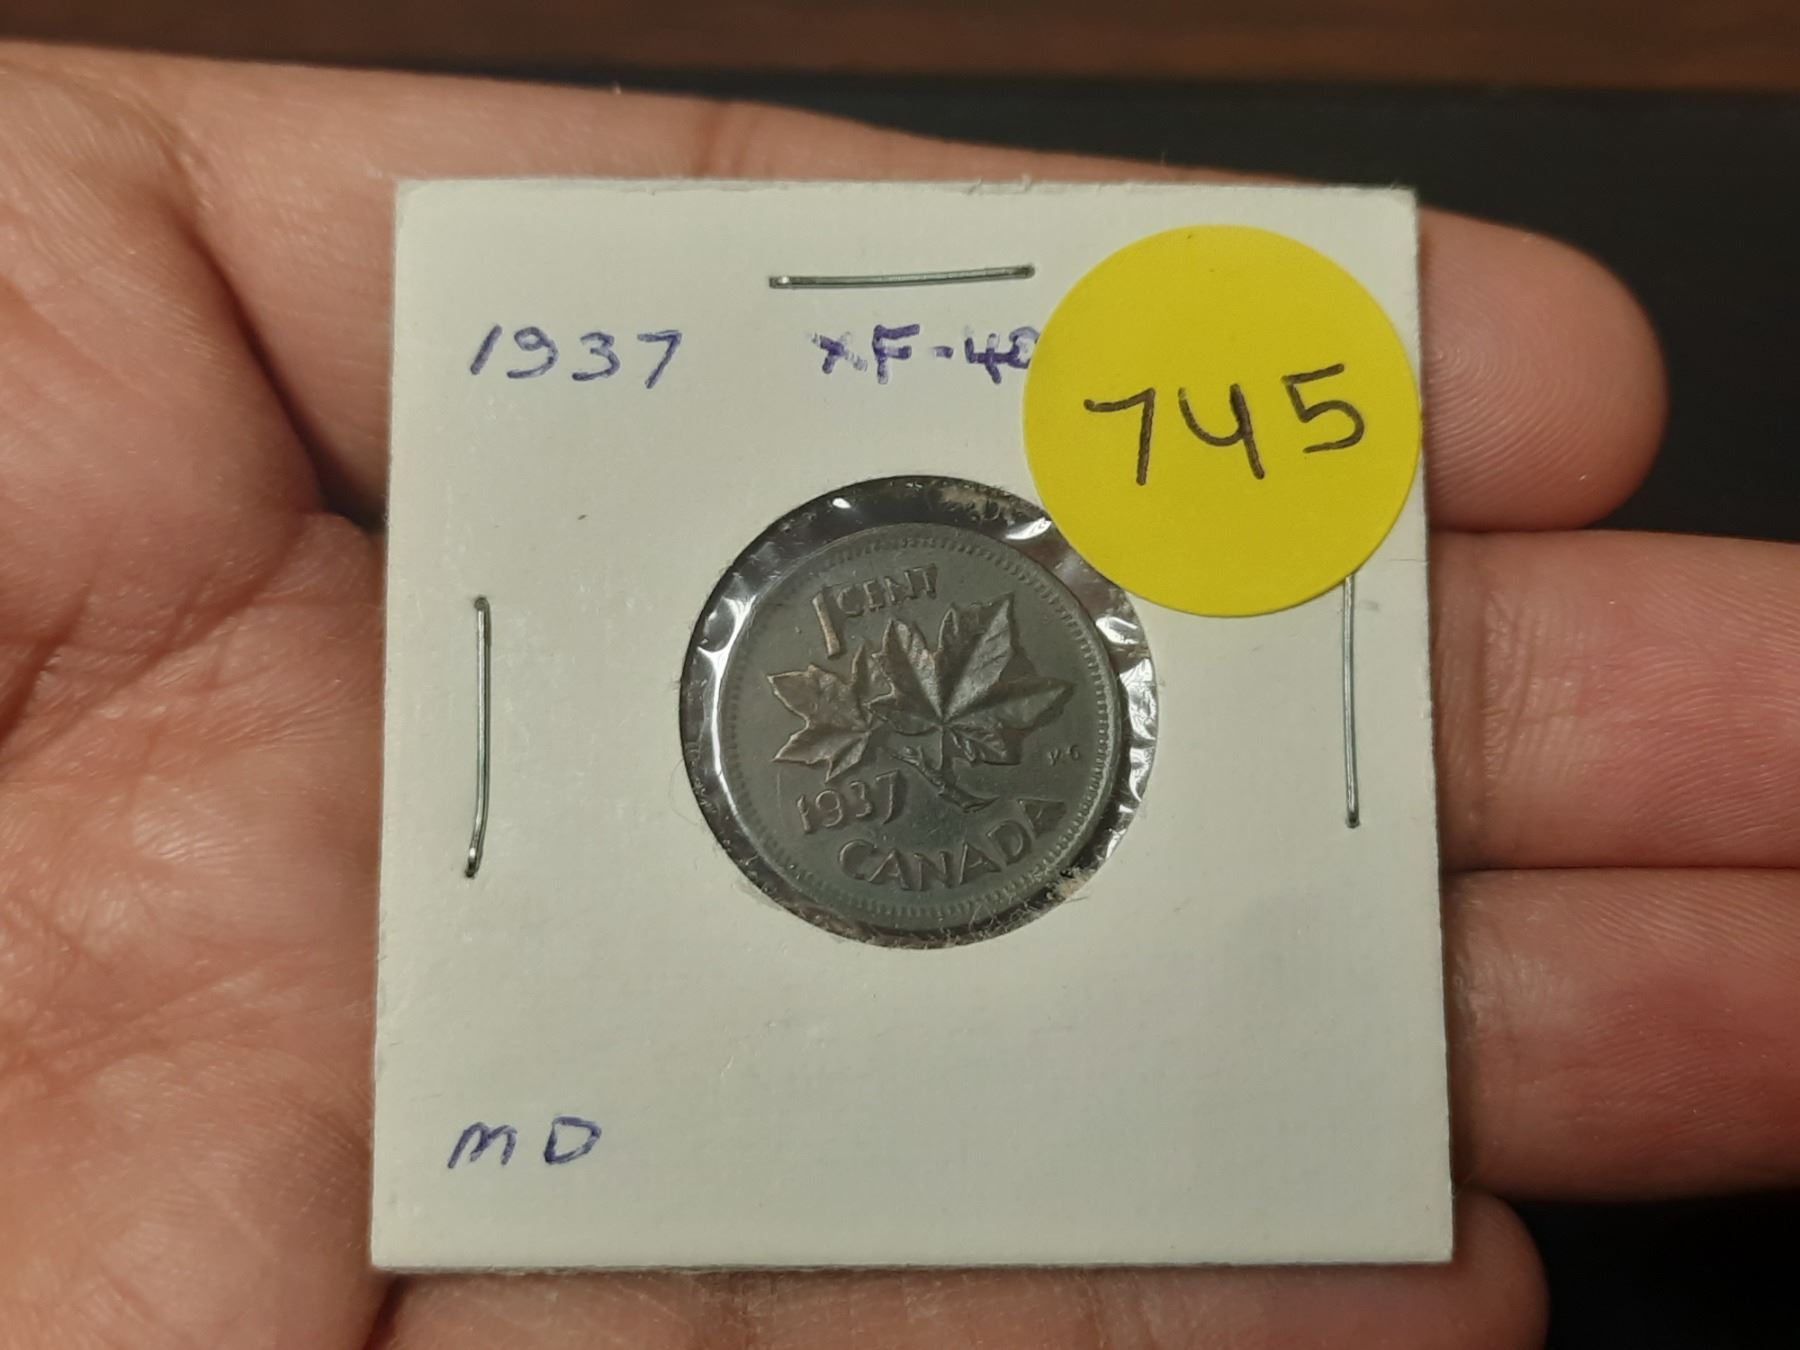 1937 XF-40
745
1 CENT
K·G
1937
CANADA
MD